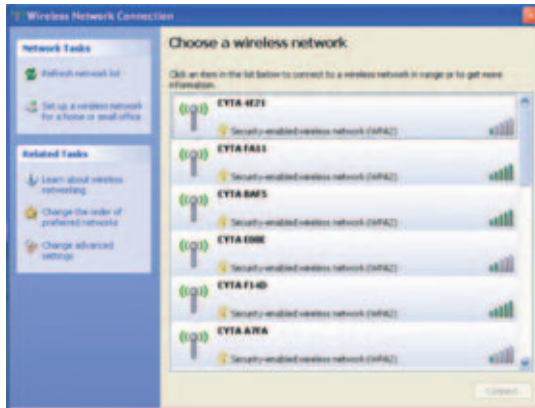 Wireless Network Connection
Network Tasks
Refresh network list
Set up a wireless network
for a home or small office
Related Tasks
Learn about wireless
networking
Change the order of
preferred networks
Change advanced
settings
Choose a wireless network
Click an item in the list below to connect to a wireless network in range or to get more
information.
CYTA 4E21
Security-enabled wireless network (WPA2)
CYTA FA33
Security-enabled wireless network (WPA2)
CYTA BAF5
Security-enabled wireless network (WPA2)
CYTA
Security-enabled wireless network (WPA2)
CYTA F14D
Security-enabled wireless network (WPA2)
CYTA A7FA
Security-enabled wireless network (WPA2)
Connect